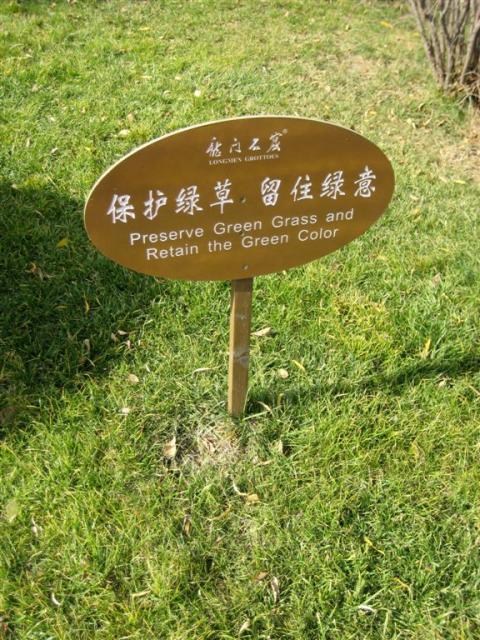 龍门石窟®
LONGMEN GROTTOES
保护绿草 留住绿意
Preserve Green Grass and
Retain the Green Color